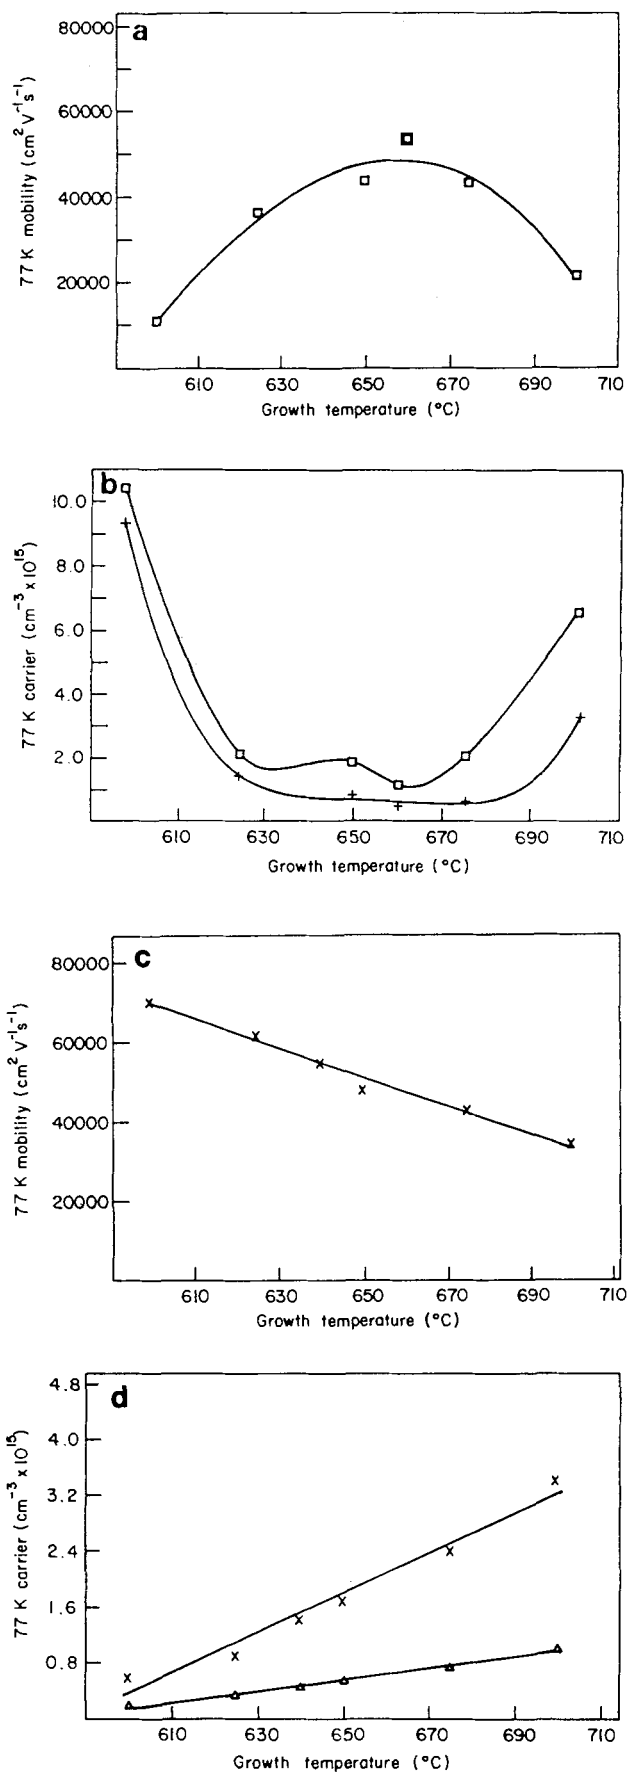 a
80000
60000
40000
20000
77 K mobility (cm² V⁻¹s⁻¹)
610 630 650 670 690 710
Growth temperature (°C)
b
10.0
8.0
6.0
4.0
2.0
77 K carrier (cm⁻³ x 10¹⁵)
610 630 650 670 690 710
Growth temperature (°C)
c
80000
60000
40000
20000
77 K mobility (cm² V⁻¹s⁻¹)
610 630 650 670 690 710
Growth temperature (°C)
d
4.8
4.0
3.2
2.4
1.6
0.8
77 K carrier (cm⁻³ x 10¹⁵)
610 630 650 670 690 710
Growth temperature (°C)